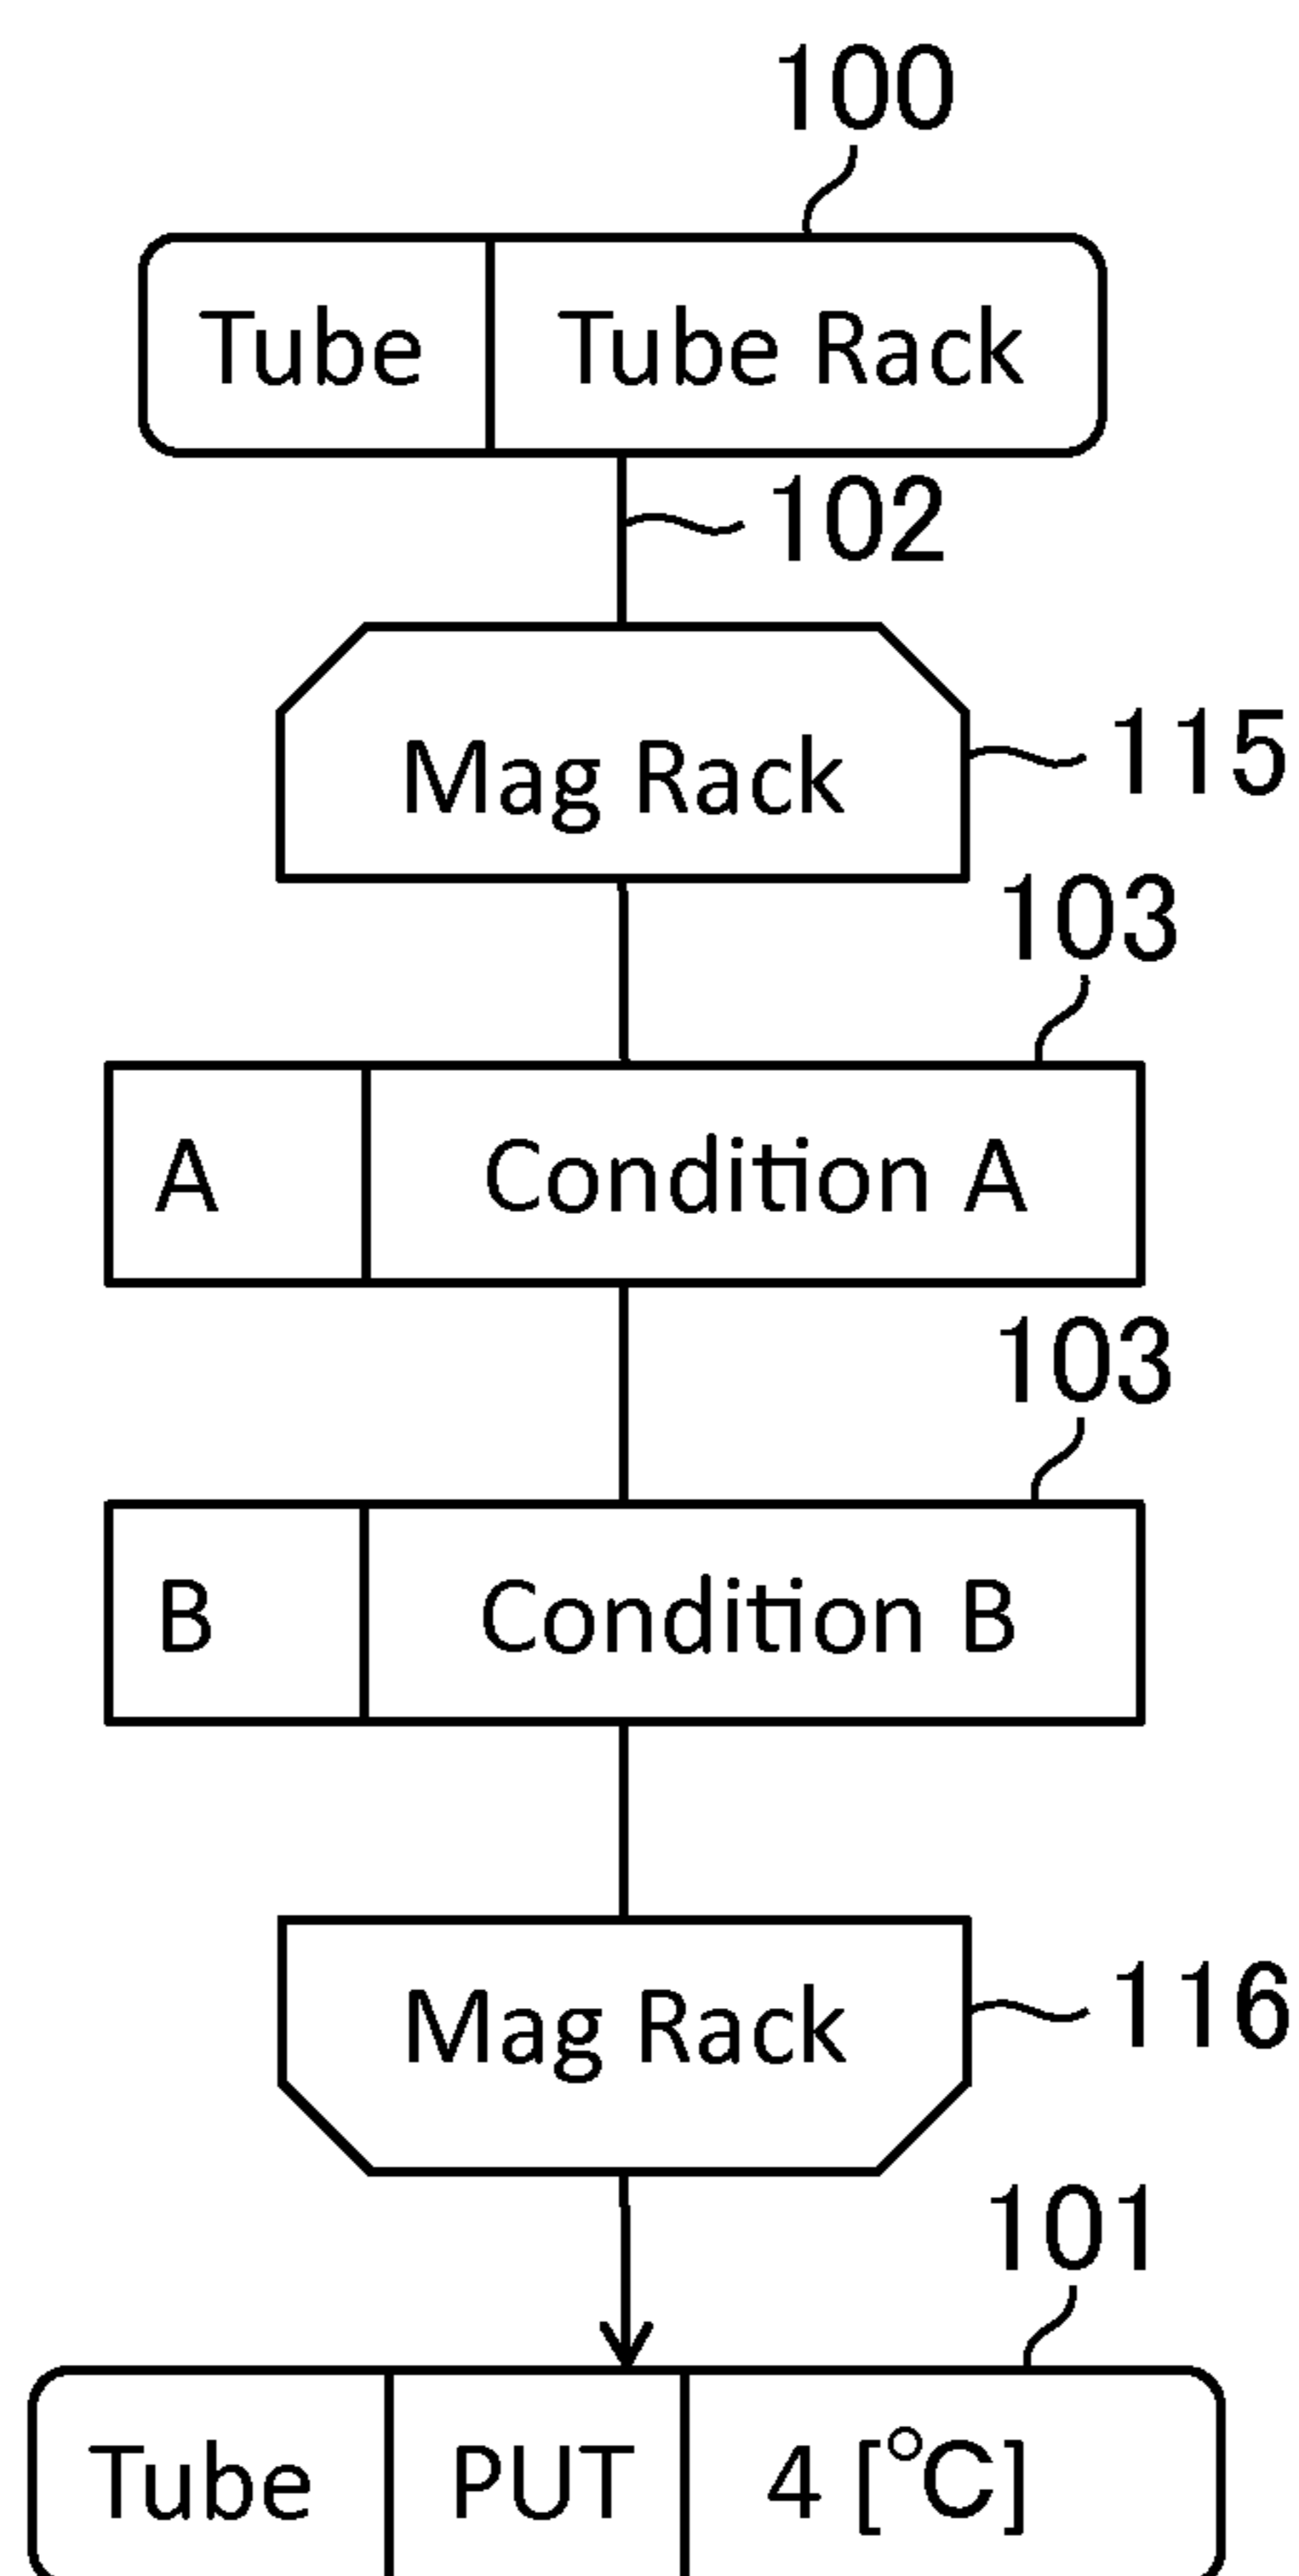 100
Tube Tube Rack
102
Mag Rack
115
103
A Condition A
103
B Condition B
Mag Rack
116
101
Tube PUT 4 [℃]